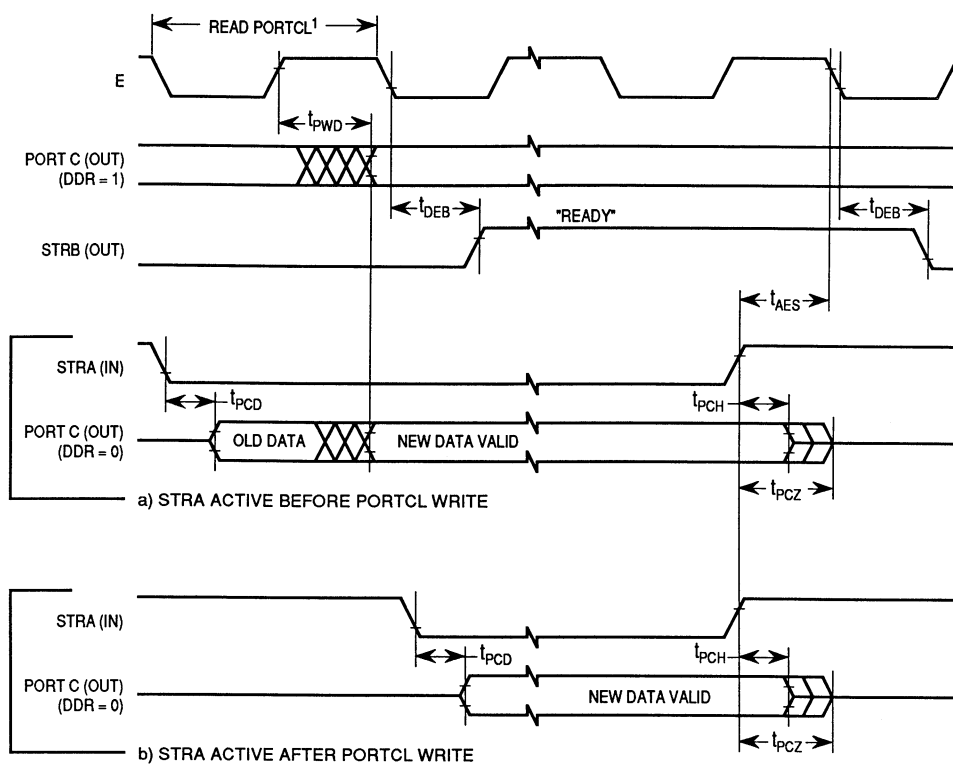 READ PORTCL1
E
tPWD
PORT C (OUT)
(DDR = 1)
tDEB
tDEB
"READY"
STRB (OUT)
tAES
STRA (IN)
tPCD
tPCH
PORT C (OUT)
(DDR = 0)
OLD DATA
NEW DATA VALID
tPCZ
a) STRA ACTIVE BEFORE PORTCL WRITE
STRA (IN)
tPCD
tPCH
PORT C (OUT)
(DDR = 0)
NEW DATA VALID
tPCZ
b) STRA ACTIVE AFTER PORTCL WRITE